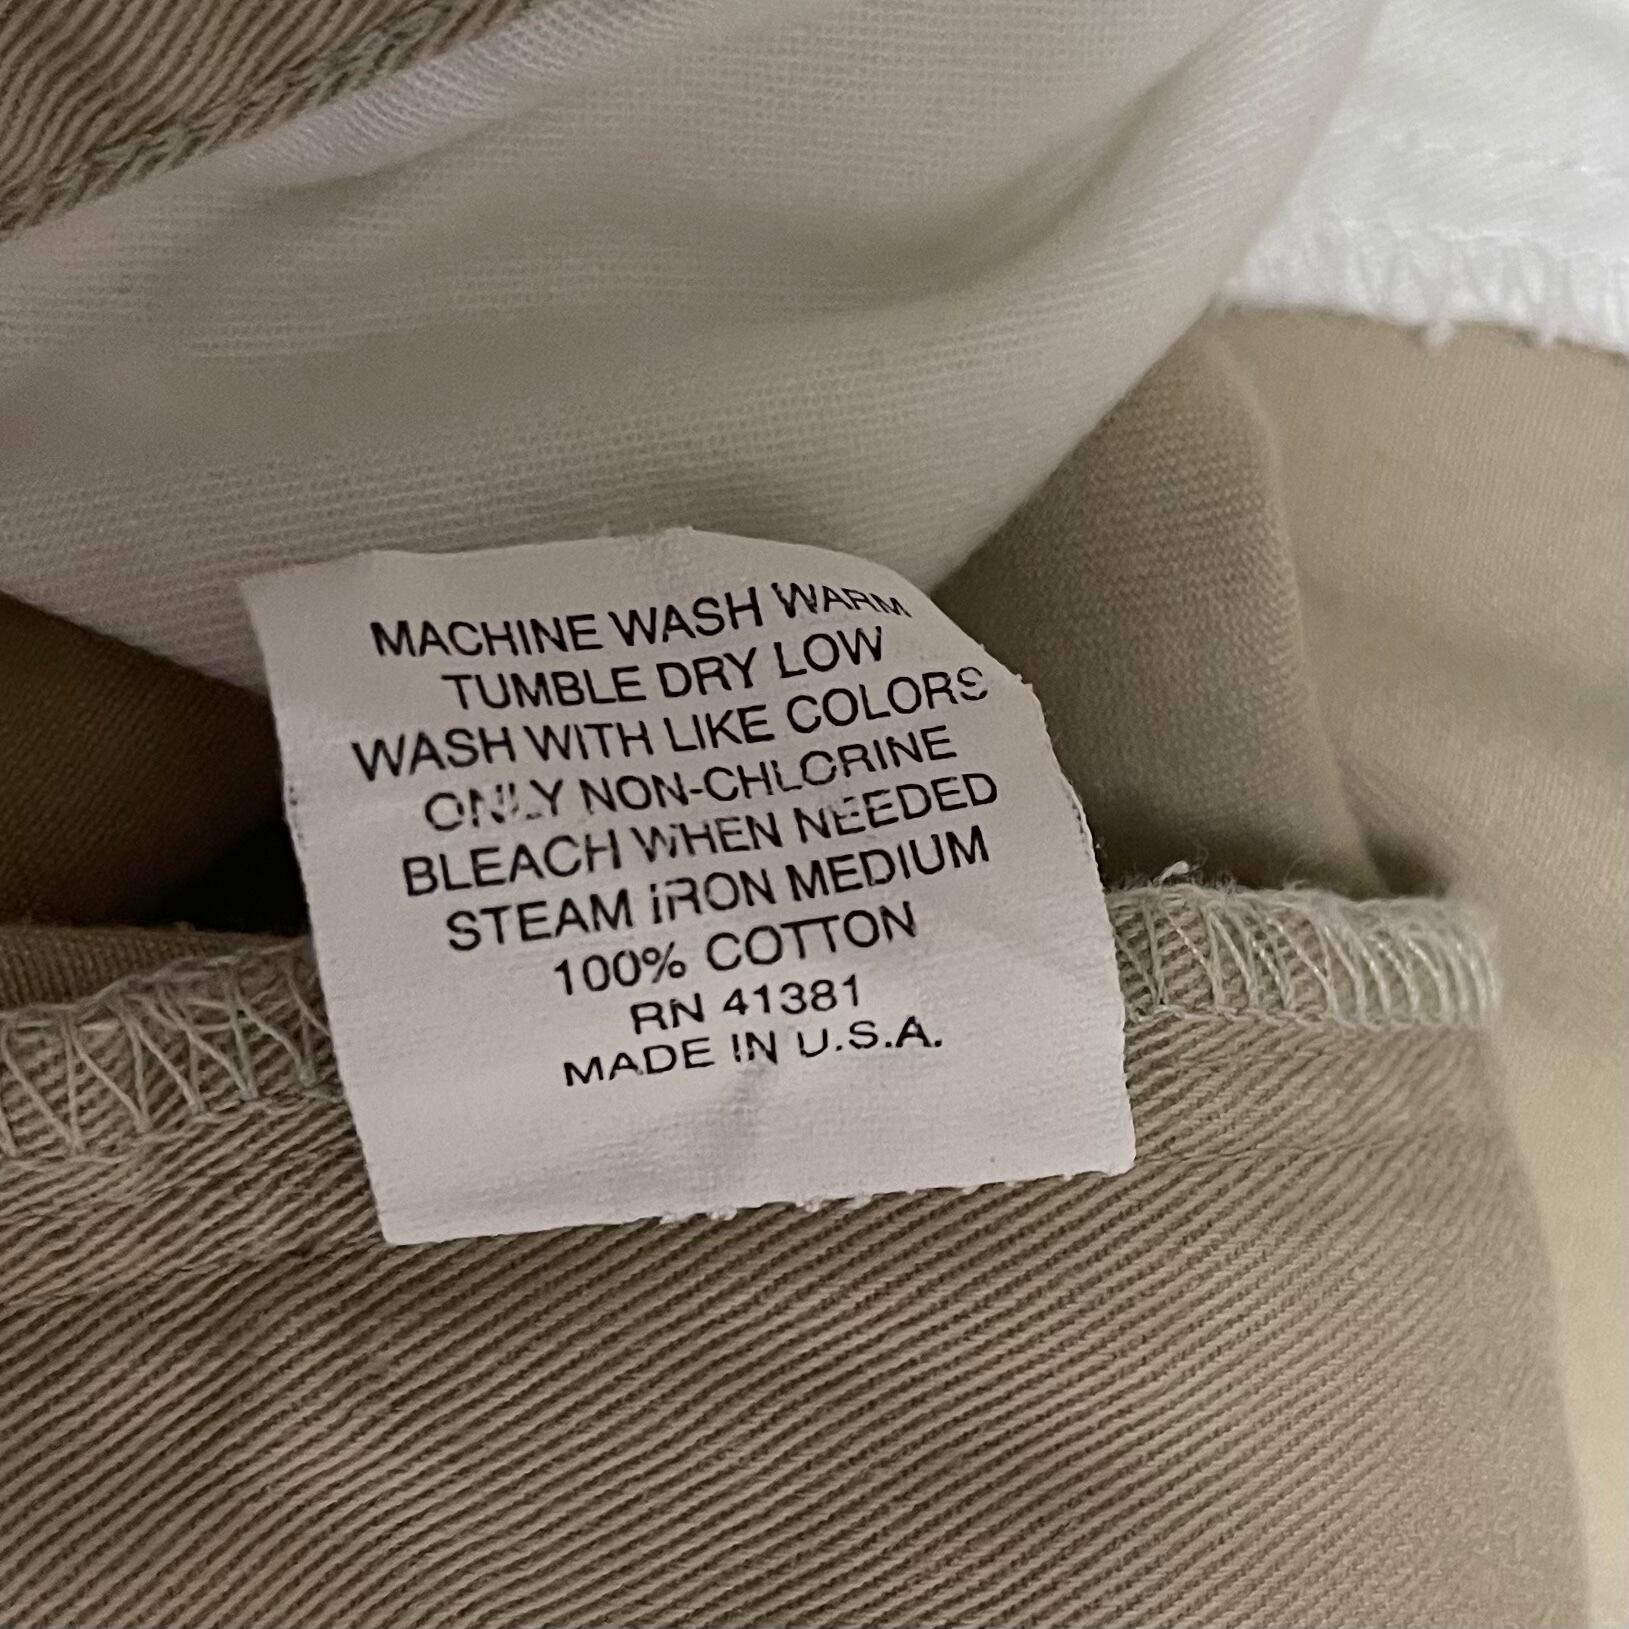 MACHINE WASH WARM
TUMBLE DRY LOW
WASH WITH LIKE COLORS
ONLY NON-CHLORINE
BLEACH WHEN NEEDED
STEAM IRON MEDIUM
100% COTTON
RN 41381
MADE IN U.S.A.